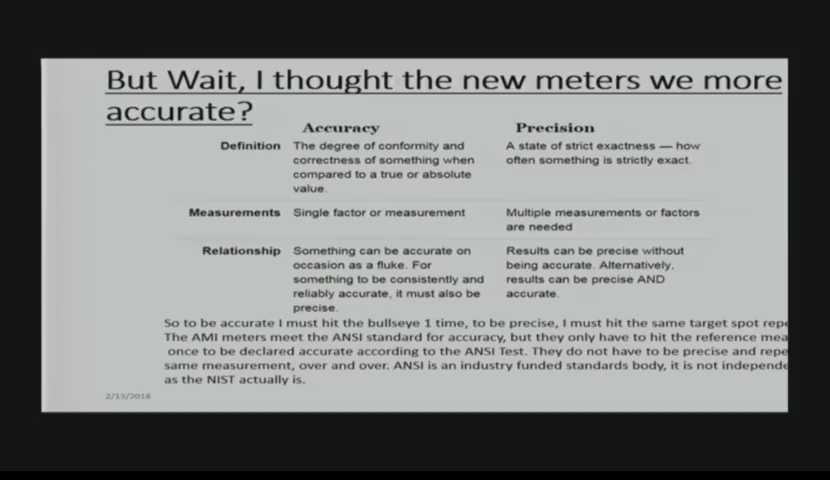 But Wait, I thought the new meters we more
accurate?
Accuracy Precision
Definition The degree of conformity and A state of strict exactness — how
correctness of something when often something is strictly exact.
compared to a true or absolute
value.
Measurements Single factor or measurement Multiple measurements or factors
are needed
Relationship Something can be accurate on Results can be precise without
occasion as a fluke. For being accurate. Alternatively,
something to be consistently and results can be precise AND
reliably accurate, it must also be accurate.
precise.
So to be accurate I must hit the bullseye 1 time, to be precise, I must hit the same target spot
The AMI meters meet the ANSI standard for accuracy, but they only have to hit the reference
once to be declared accurate according to the ANSI Test. They do not have to be precise and
same measurement, over and over. ANSI is an industry funded standards body, it is not
as the NIST actually is.
2/13/2018